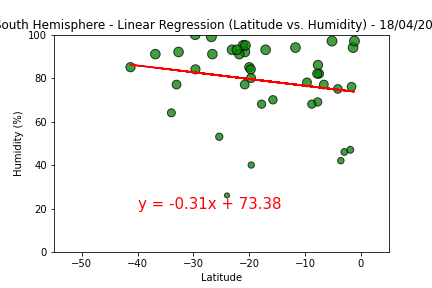 South Hemisphere - Linear Regression (Latitude vs. Humidity) - 18/04/20
100
80
60
40
20
0
Humidity (%)
y = -0.31x + 73.38
−50 −40 −30 −20 −10 0
Latitude